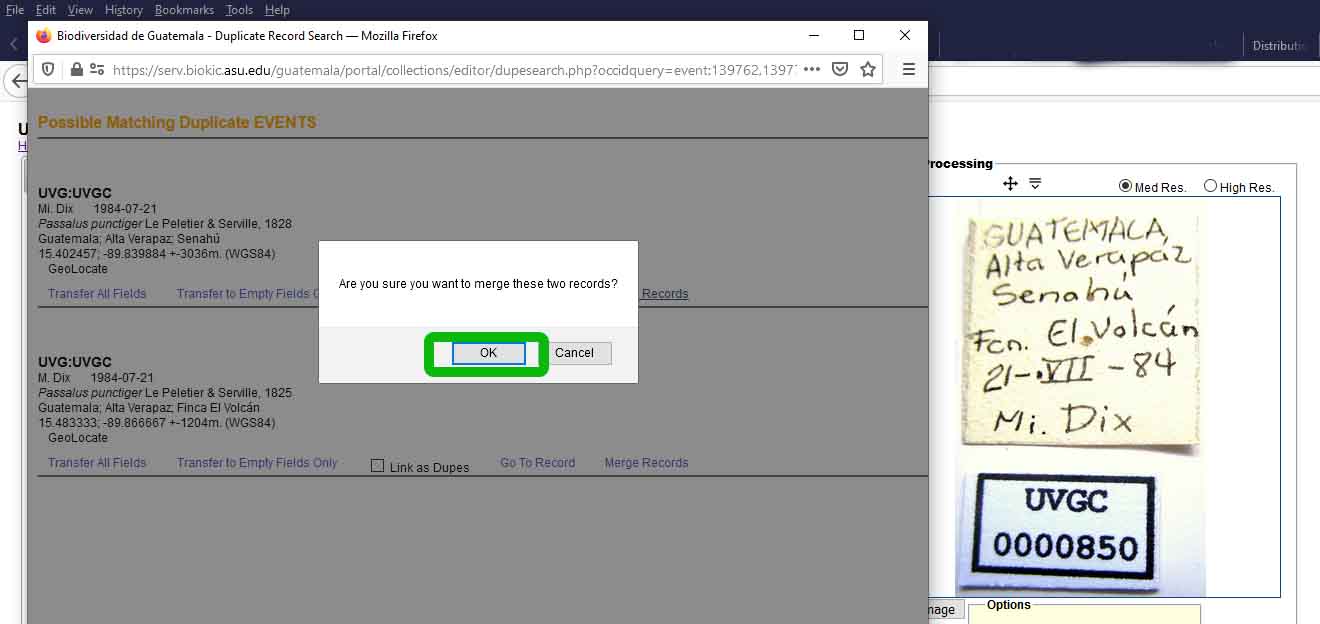 File Edit View History Bookmarks Tools Help
Biodiversidad de Guatemala - Duplicate Record Search — Mozilla Firefox
https://serv.biokic.asu.edu/guatemala/portal/collections/editor/dupesearch.php?occidquery=event:139762,1397
Possible Matching Duplicate EVENTS
UVG:UVGC
Mi. Dix 1984-07-21
Passalus punctiger Le Peletier & Serville, 1828
Guatemala; Alta Verapaz; Senahú
15.402457; -89.839884 +-3036m. (WGS84)
GeoLocate
Transfer All Fields Transfer to Empty Fields O Records
Are you sure you want to merge these two records?
OK Cancel
UVG:UVGC
M. Dix 1984-07-21
Passalus punctiger Le Peletier & Serville, 1825
Guatemala; Alta Verapaz; Finca El Volcán
15.483333; -89.866667 +-1204m. (WGS84)
GeoLocate
Transfer All Fields Transfer to Empty Fields Only Link as Dupes Go To Record Merge Records
Distributio
U
H
Processing
Med Res. High Res.
GUATEMALA,
Alta Verapaz
Senahú
Fcn. El Volcán
21-VII-84
Mi. Dix
UVGC
0000850
mage
Options